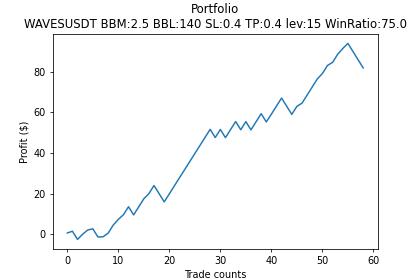 Portfolio
WAVESUSDT BBM:2.5 BBL:140 SL:0.4 TP:0.4 lev:15 WinRatio:75.0
Profit ($)
80
60
40
20
0
0 10 20 30 40 50 60
Trade counts